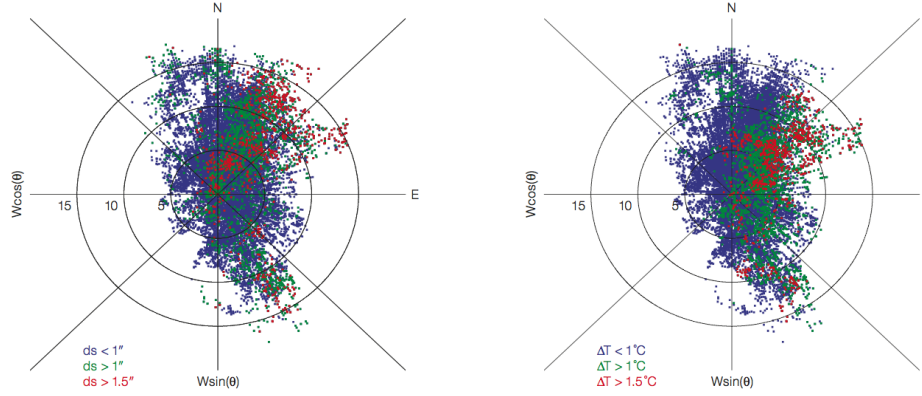 N
Wcos(θ)
15 10 5
E
ds < 1″
ds > 1″
ds > 1.5″
Wsin(θ)
N
Wcos(θ)
15 10 5
E
ΔT < 1°C
ΔT > 1°C
ΔT > 1.5°C
Wsin(θ)